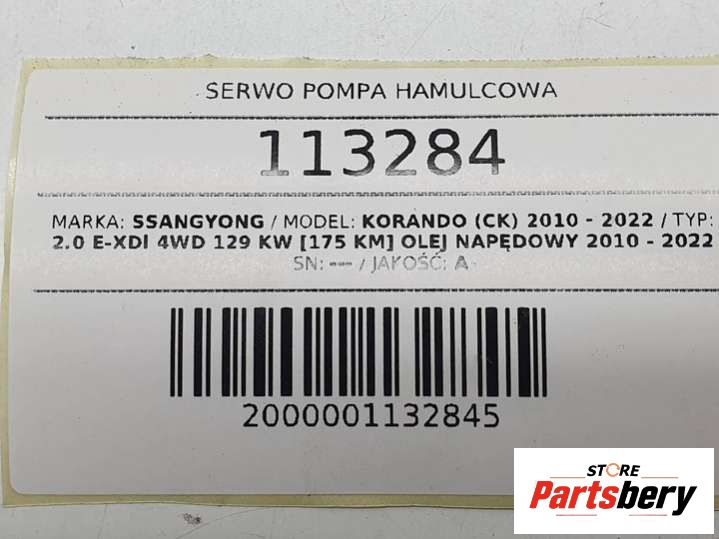 SERWO POMPA HAMULCOWA
113284
MARKA: SSANGYONG / MODEL: KORANDO (CK) 2010 - 2022 / TYP:
2.0 E-XDI 4WD 129 KW [175 KM] OLEJ NAPĘDOWY 2010 - 2022
SN: --- / JAKOŚĆ: A
2000001132845
STORE
Partsbery